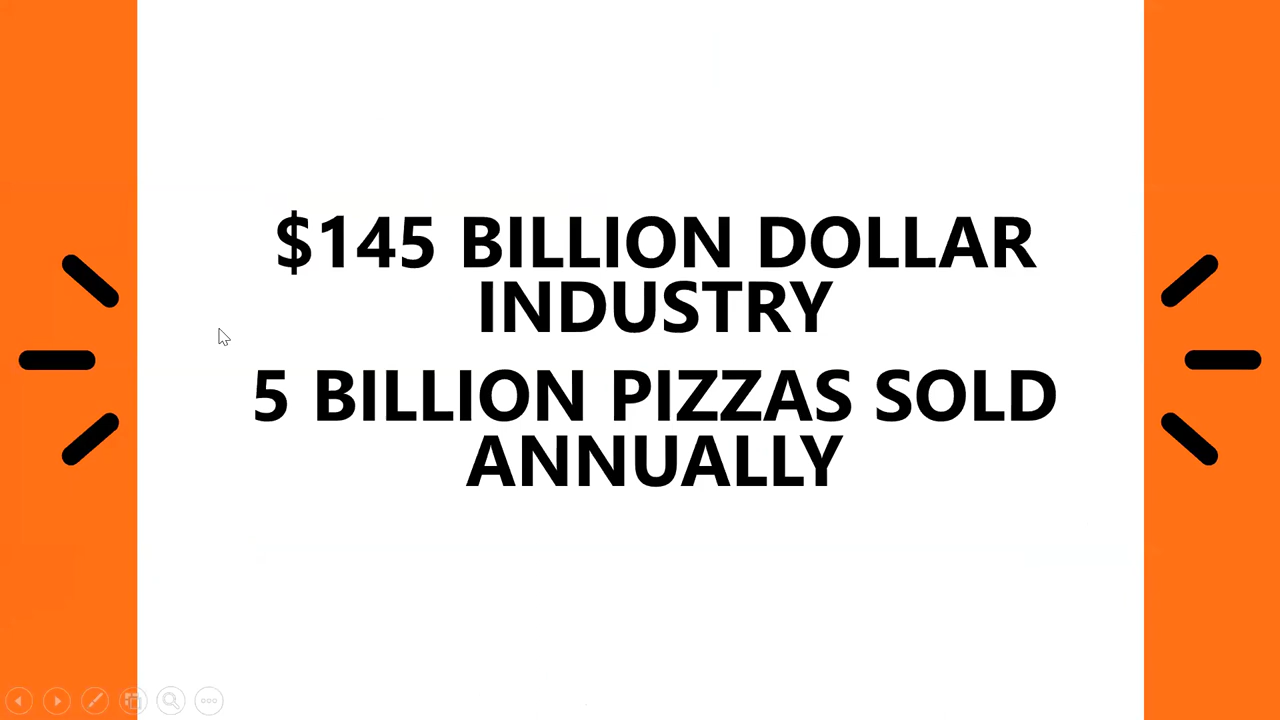 $145 BILLION DOLLAR
INDUSTRY
5 BILLION PIZZAS SOLD
ANNUALLY